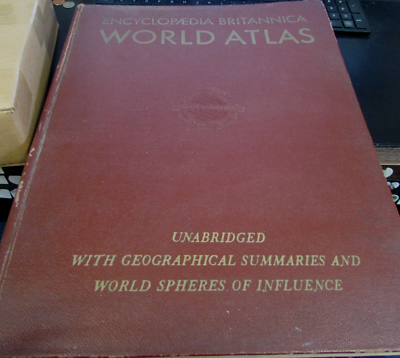 ENCYCLOPÆDIA BRITANNICA
WORLD ATLAS
UNABRIDGED
WITH GEOGRAPHICAL SUMMARIES AND
WORLD SPHERES OF INFLUENCE